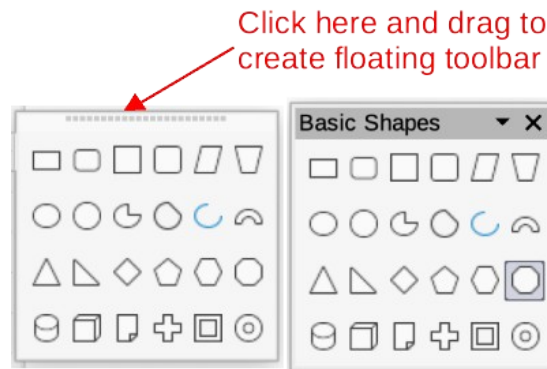 Click here and drag to
create floating toolbar
Basic Shapes